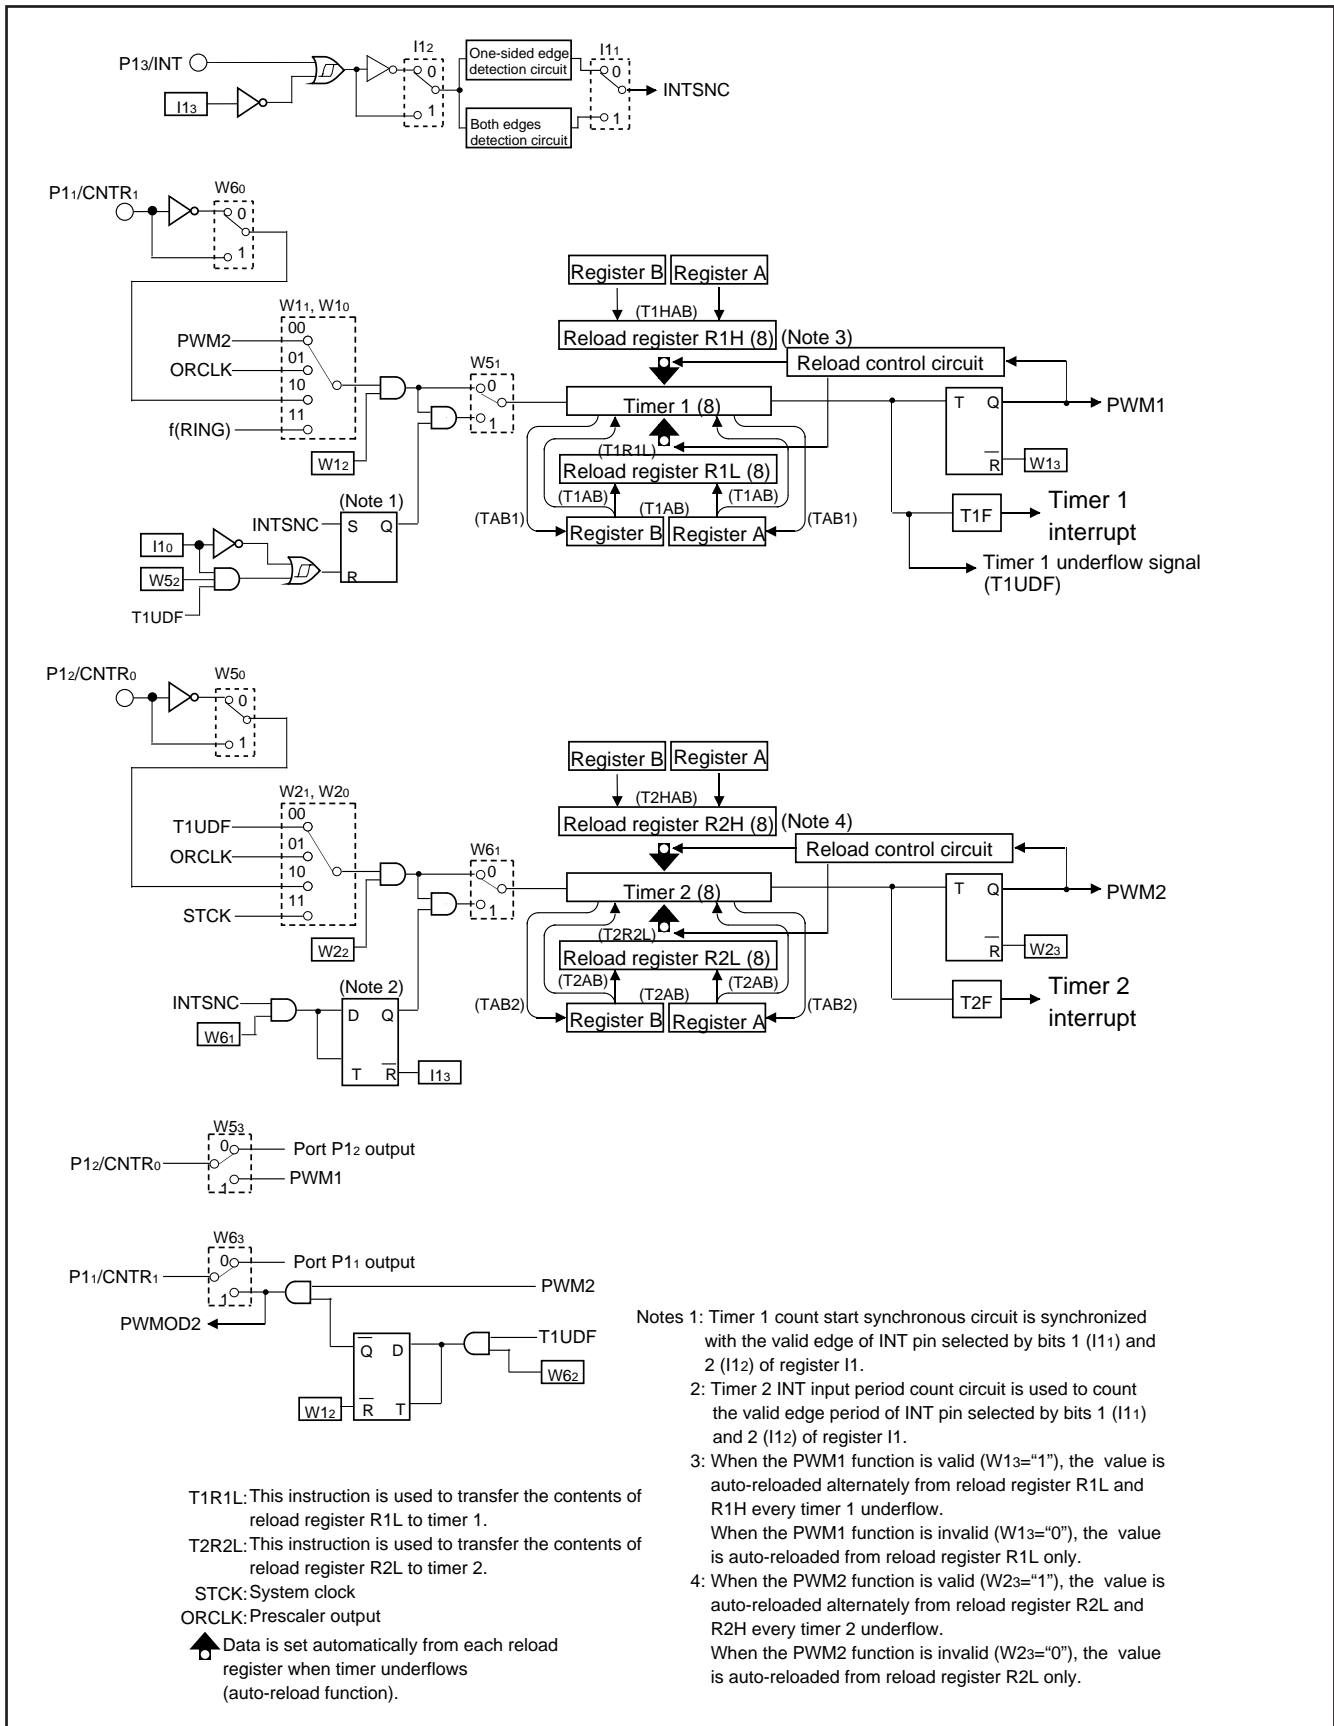 P13/INT
I13
I12
0
1
One-sided edge
detection circuit
Both edges
detection circuit
I11
0
1
INTSNC
P11/CNTR1
W60
0
1
W11, W10
00
01
10
11
PWM2
ORCLK
f(RING)
W12
W51
0
1
(Note 1)
INTSNC
S Q
R
I10
W52
T1UDF
Register B
Register A
(T1HAB)
Reload register R1H (8)
(Note 3)
Reload control circuit
Timer 1 (8)
(T1R1L)
Reload register R1L (8)
(T1AB)
(T1AB)
(T1AB)
(TAB1)
Register B
Register A
(TAB1)
T Q
R
W13
PWM1
T1F
Timer 1
interrupt
Timer 1 underflow signal
(T1UDF)
P12/CNTR0
W50
0
1
W21, W20
00
01
10
11
T1UDF
ORCLK
STCK
W22
W61
0
1
(Note 2)
INTSNC
W61
D Q
T R
I13
Register B
Register A
(T2HAB)
Reload register R2H (8)
(Note 4)
Reload control circuit
Timer 2 (8)
(T2R2L)
Reload register R2L (8)
(T2AB)
(T2AB)
(T2AB)
(TAB2)
Register B
Register A
(TAB2)
T Q
R
W23
PWM2
T2F
Timer 2
interrupt
W53
P12/CNTR0
0
1
Port P12 output
PWM1
W63
P11/CNTR1
0
1
Port P11 output
PWM2
PWMOD2
Q D
R T
W12
T1UDF
W62
T1R1L: This instruction is used to transfer the contents of
reload register R1L to timer 1.
T2R2L: This instruction is used to transfer the contents of
reload register R2L to timer 2.
STCK: System clock
ORCLK: Prescaler output
Data is set automatically from each reload
register when timer underflows
(auto-reload function).
Notes 1: Timer 1 count start synchronous circuit is synchronized
with the valid edge of INT pin selected by bits 1 (I11) and
2 (I12) of register I1.
2: Timer 2 INT input period count circuit is used to count
the valid edge period of INT pin selected by bits 1 (I11)
and 2 (I12) of register I1.
3: When the PWM1 function is valid (W13=“1”), the value is
auto-reloaded alternately from reload register R1L and
R1H every timer 1 underflow.
When the PWM1 function is invalid (W13=“0”), the value
is auto-reloaded from reload register R1L only.
4: When the PWM2 function is valid (W23=“1”), the value is
auto-reloaded alternately from reload register R2L and
R2H every timer 2 underflow.
When the PWM2 function is invalid (W23=“0”), the value
is auto-reloaded from reload register R2L only.